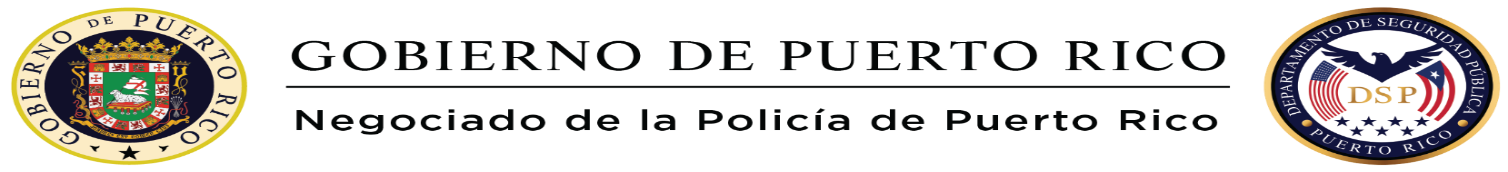 GOBIERNO DE PUERTO RICO
GOBIERNO DE PUERTO RICO
Negociado de la Policía de Puerto Rico
DEPARTAMENTO DE SEGURIDAD PÚBLICA
DSP
PUERTO RICO